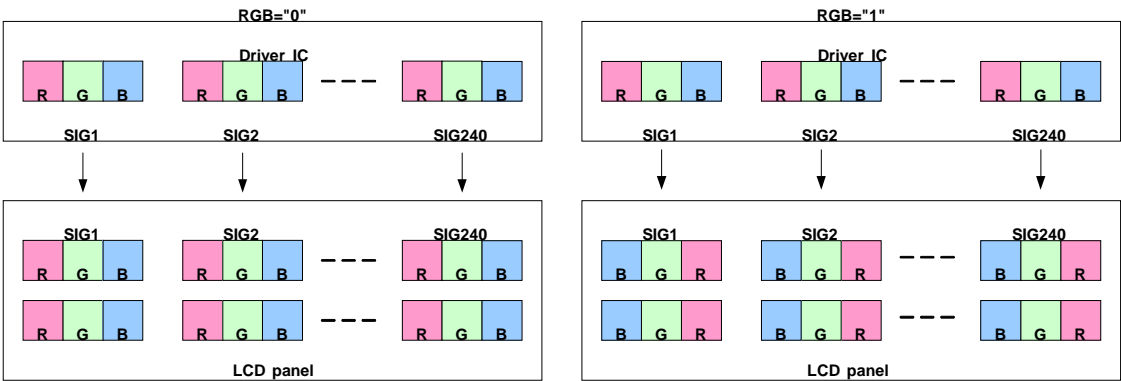 RGB="0"
Driver IC
R G B R G B R G B
SIG1 SIG2 SIG240
SIG1 SIG2 SIG240
R G B R G B R G B
R G B R G B R G B
LCD panel
RGB="1"
Driver IC
R G B R G B R G B
SIG1 SIG2 SIG240
SIG1 SIG2 SIG240
B G R B G R B G R
B G R B G R B G R
LCD panel